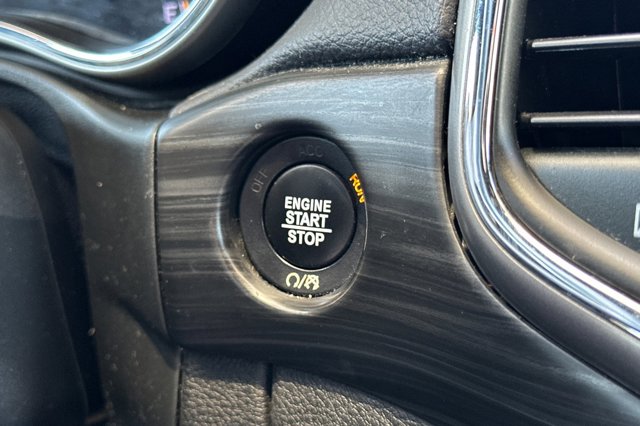 E
OFF
ACC
RUN
ENGINE
START
STOP